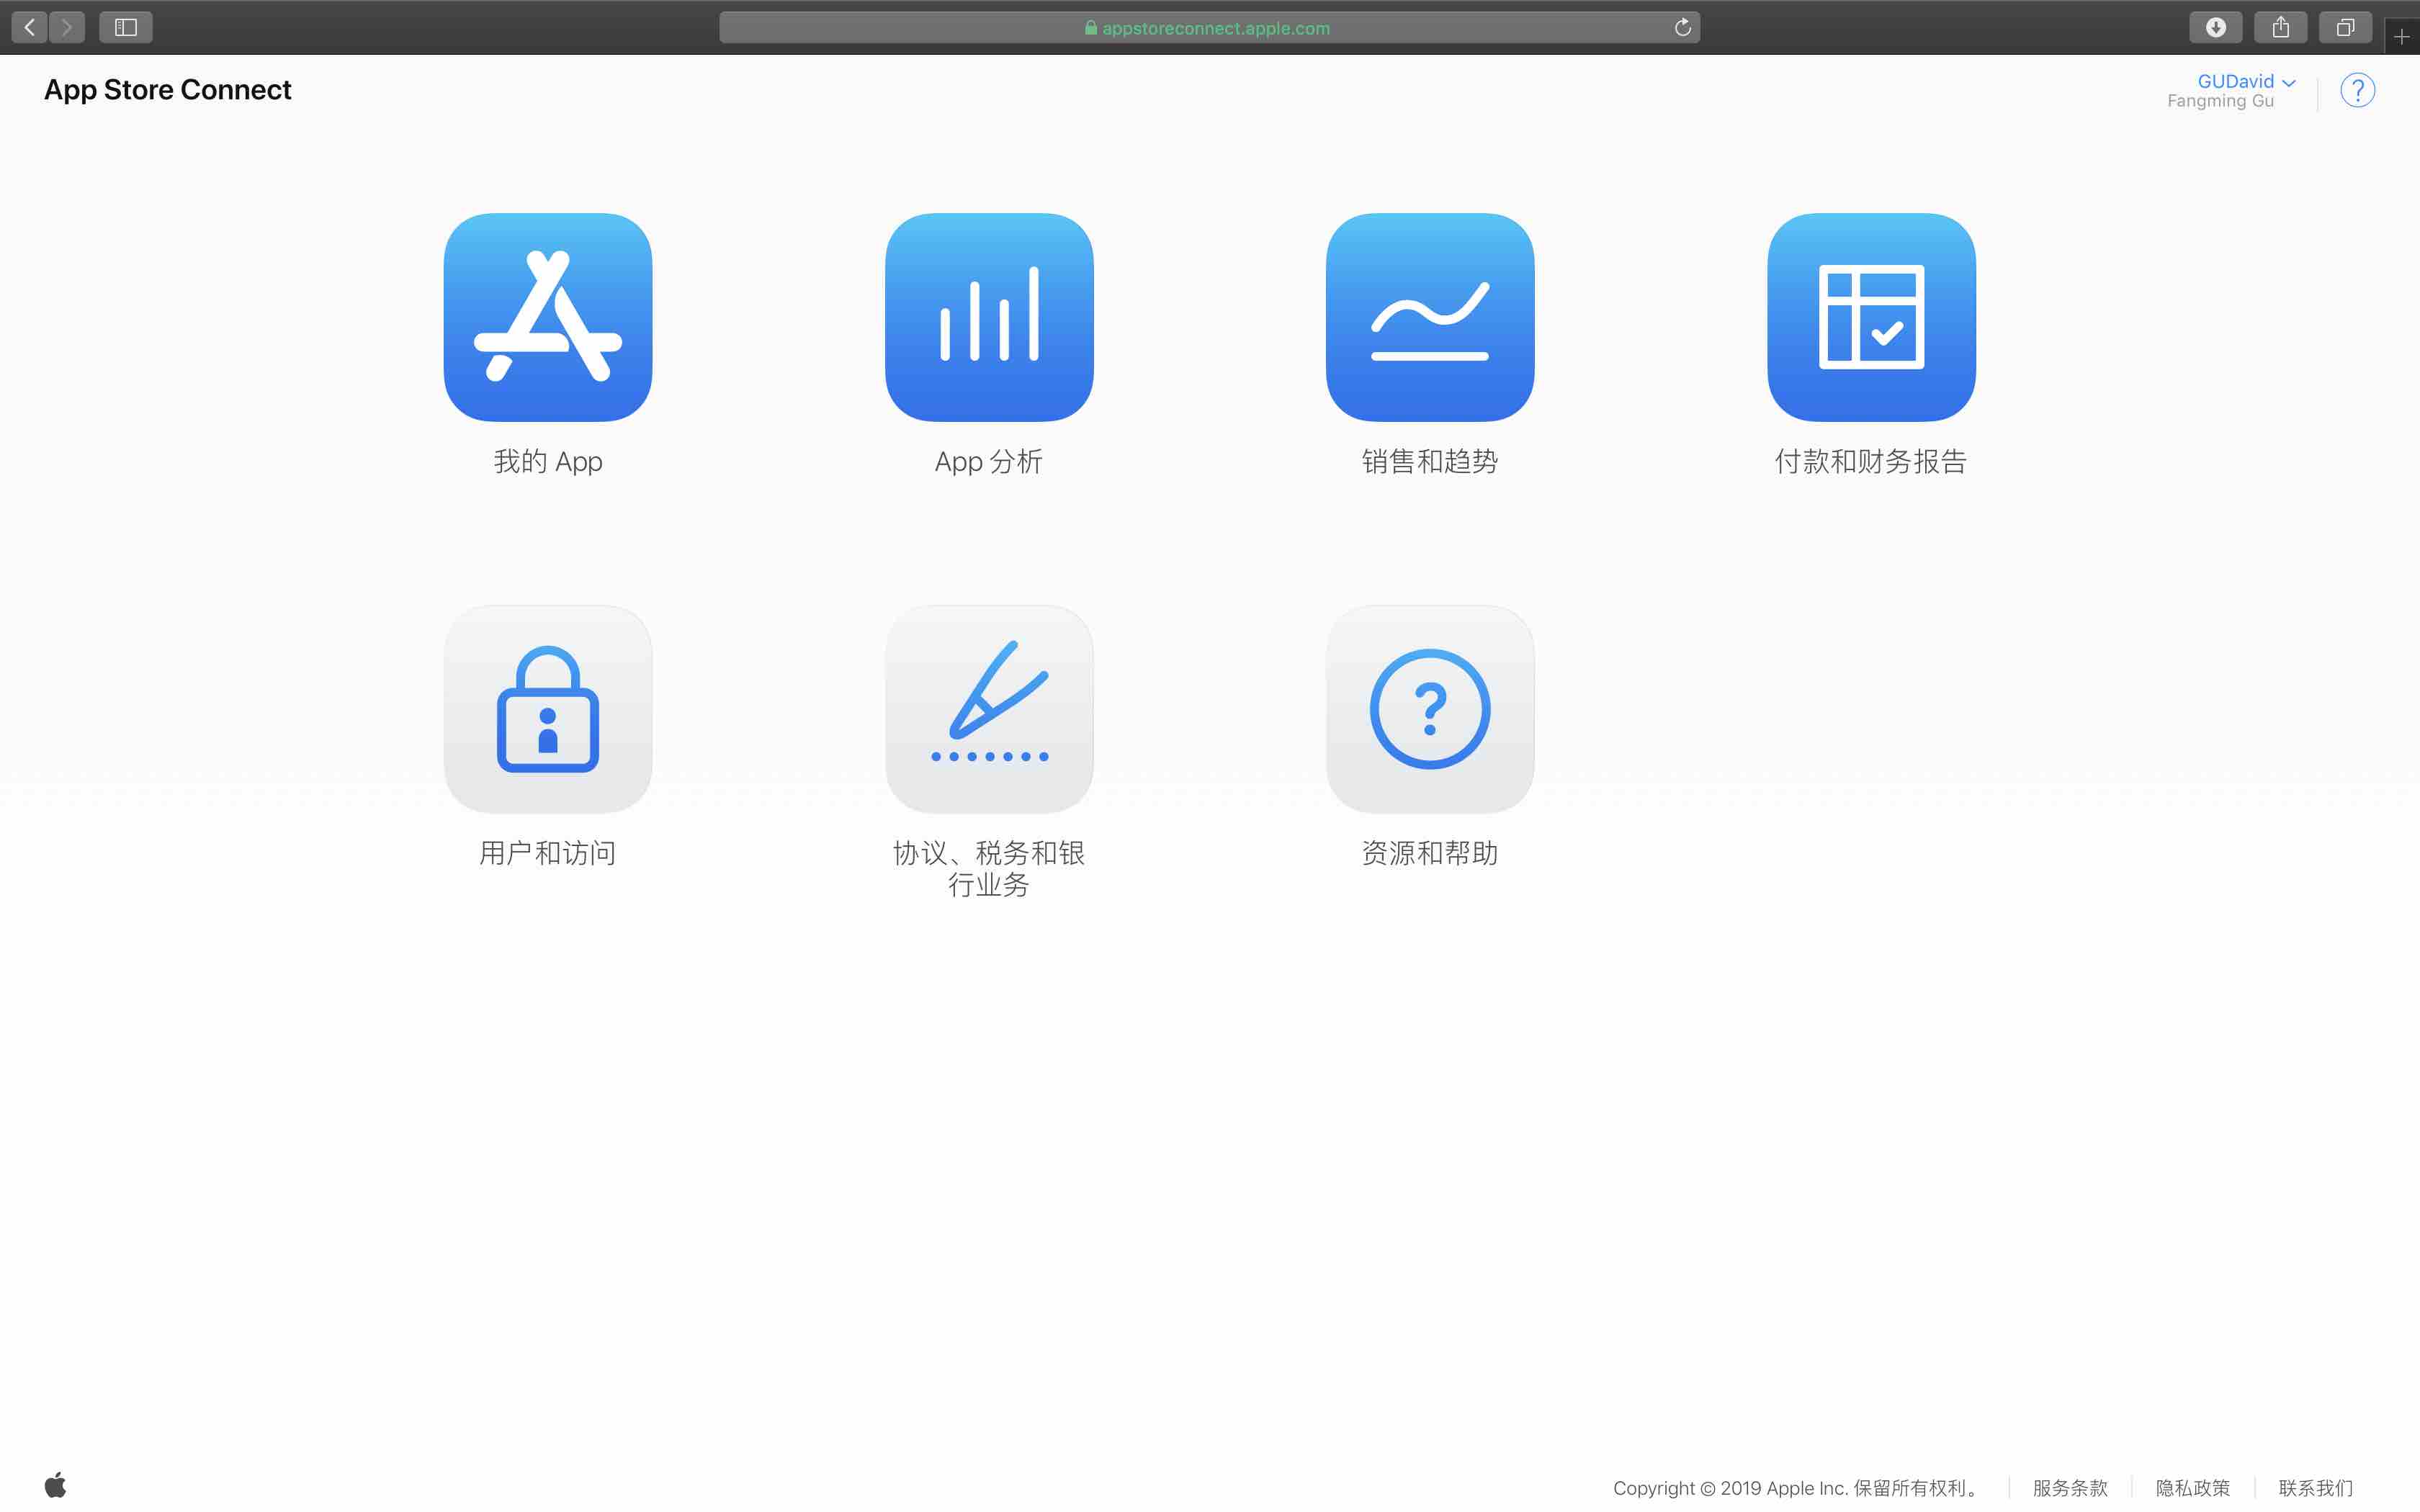 appstoreconnect.apple.com
App Store Connect
GUDavid
Fangming Gu
我的 App
App 分析
销售和趋势
付款和财务报告
用户和访问
协议、税务和银
行业务
资源和帮助
Copyright © 2019 Apple Inc. 保留所有权利。 服务条款 隐私政策 联系我们